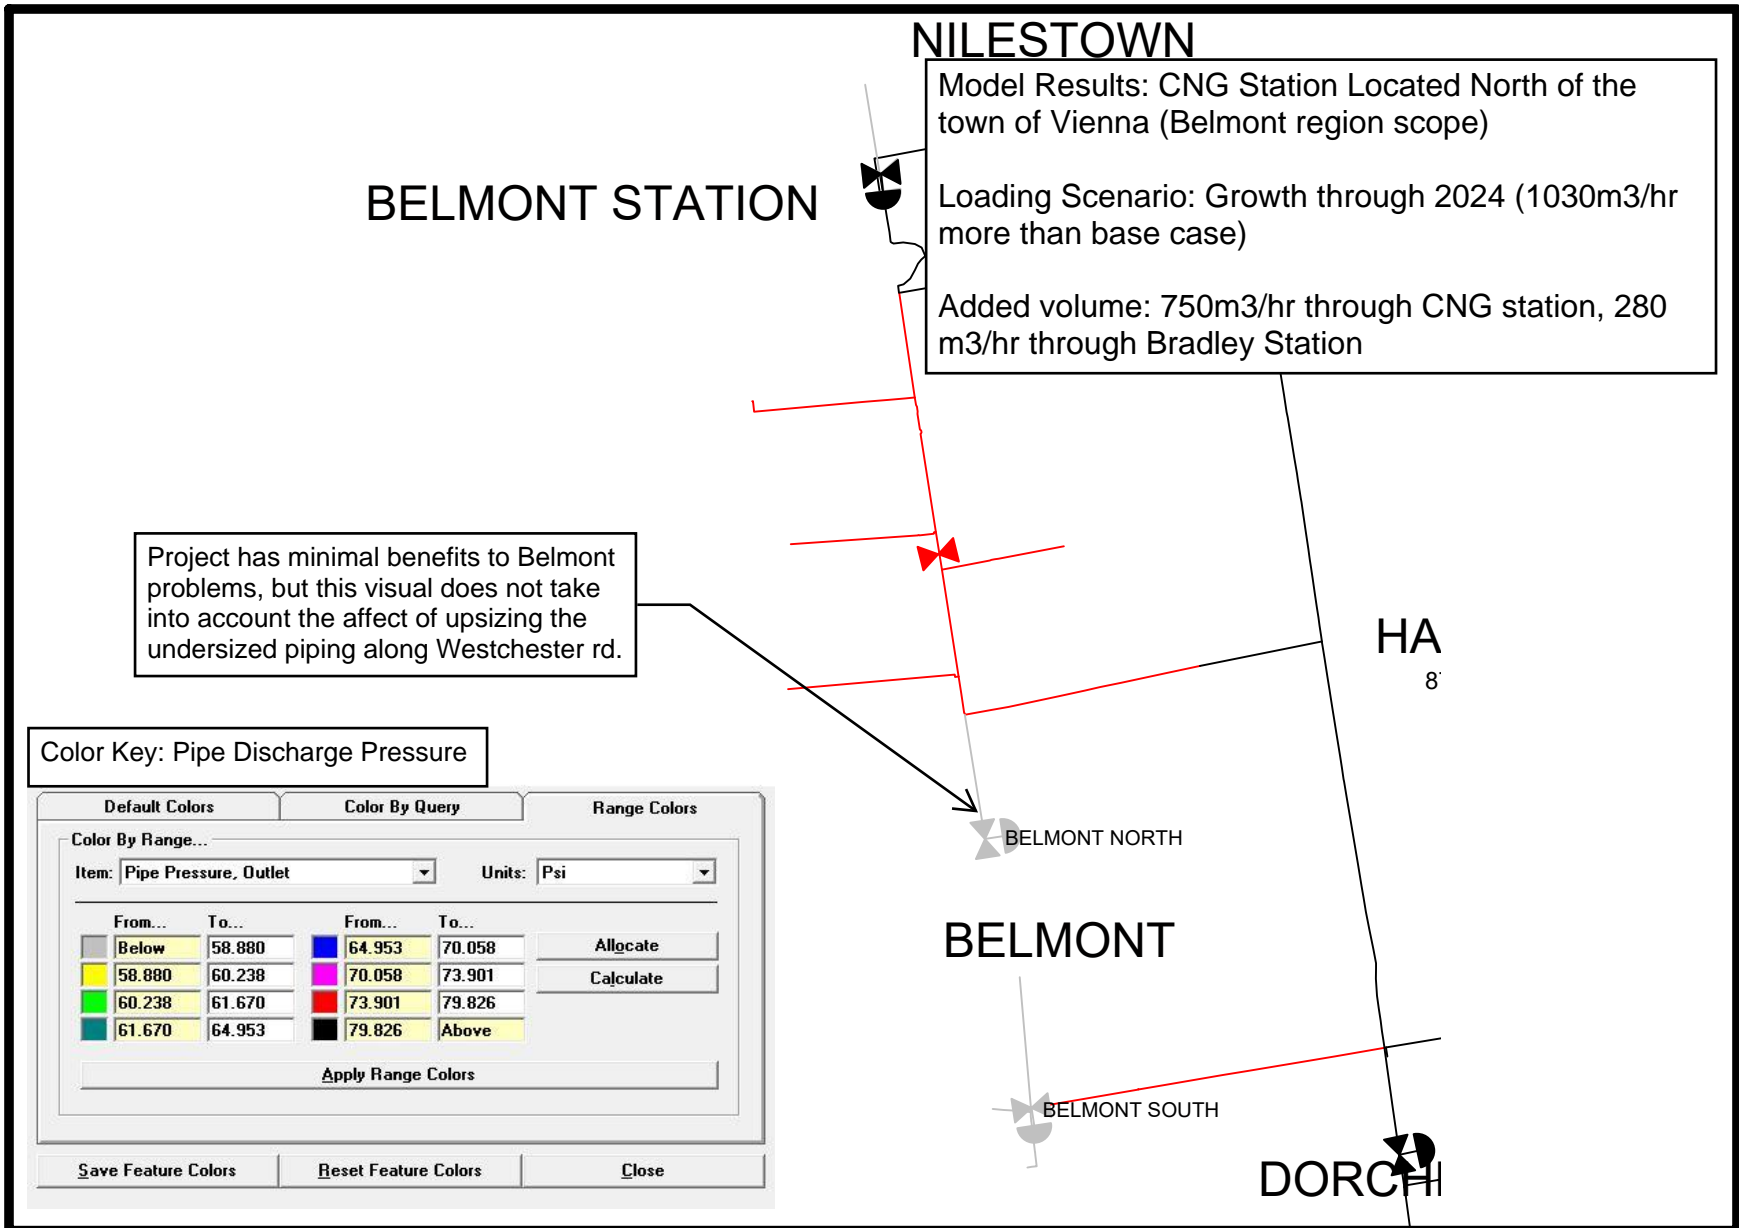 NILESTOWN
Model Results: CNG Station Located North of the
town of Vienna (Belmont region scope)
Loading Scenario: Growth through 2024 (1030m3/hr
more than base case)
Added volume: 750m3/hr through CNG station, 280
m3/hr through Bradley Station
BELMONT STATION
Project has minimal benefits to Belmont
problems, but this visual does not take
into account the affect of upsizing the
undersized piping along Westchester rd.
HA
8
Color Key: Pipe Discharge Pressure
Default Colors Color By Query Range Colors
Color By Range...
Item: Pipe Pressure, Outlet Units: Psi
From... To... From... To...
Below 58.880 64.953 70.058 Allocate
58.880 60.238 70.058 73.901 Calculate
60.238 61.670 73.901 79.826
61.670 64.953 79.826 Above
Apply Range Colors
Save Feature Colors Reset Feature Colors Close
BELMONT NORTH
BELMONT
BELMONT SOUTH
DORCH